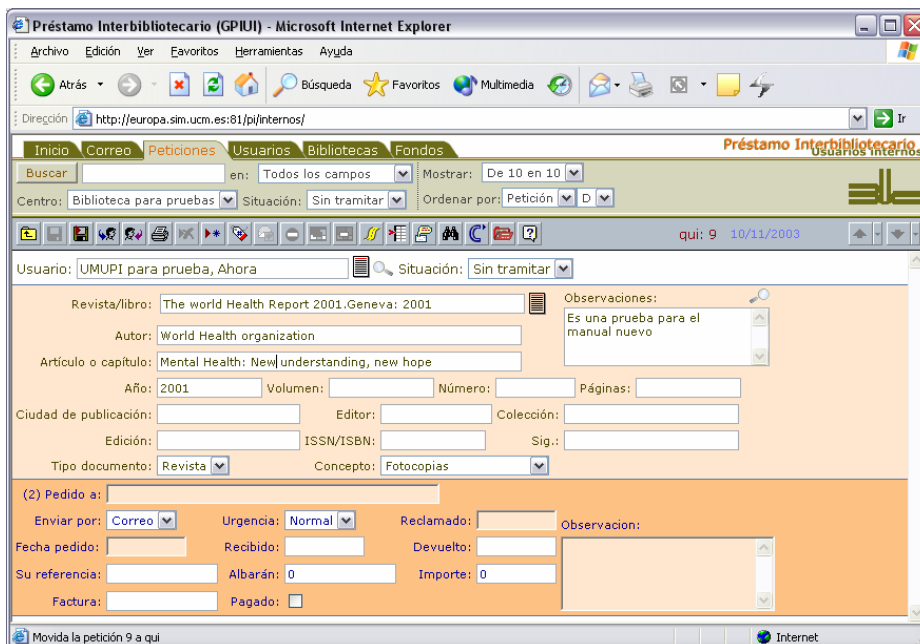 Préstamo Interbibliotecario (GPIUI) - Microsoft Internet Explorer
Archivo Edición Ver Favoritos Herramientas Ayuda
Atrás Búsqueda Favoritos Multimedia
Dirección http://europa.sim.ucm.es:81/pi/internos/ Ir
Inicio Correo Peticiones Usuarios Bibliotecas Fondos Préstamo Interbibliotecario
Usuarios internos
Buscar en: Todos los campos Mostrar: De 10 en 10
Centro: Biblioteca para pruebas Situación: Sin tramitar Ordenar por: Petición D
qui: 9 10/11/2003
Usuario: UMUPI para prueba, Ahora Situación: Sin tramitar
Revista/libro: The world Health Report 2001.Geneva: 2001 Observaciones:
Es una prueba para el
manual nuevo
Autor: World Health organization
Artículo o capítulo: Mental Health: New understanding, new hope
Año: 2001 Volumen: Número: Páginas:
Ciudad de publicación: Editor: Colección:
Edición: ISSN/ISBN: Sig.:
Tipo documento: Revista Concepto: Fotocopias
(2) Pedido a:
Enviar por: Correo Urgencia: Normal Reclamado: Observacion:
Fecha pedido: Recibido: Devuelto:
Su referencia: Albarán: 0 Importe: 0
Factura: Pagado:
Movida la petición 9 a qui Internet